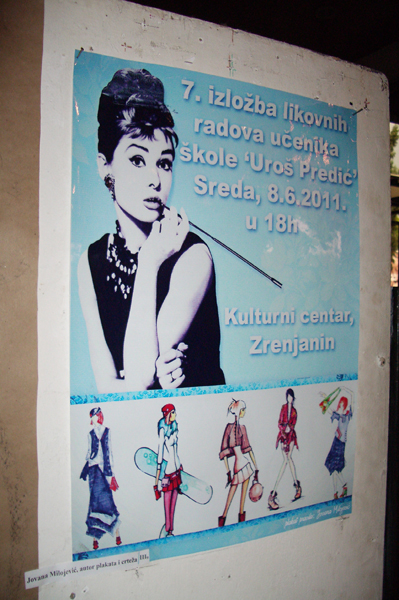 7. izložba likovnih
radova učenika
škole 'Uroš Predić'
Sreda, 8.6.2011.
u 18h
Kulturni centar,
Zrenjanin
Jovana Milojević, autor plakata i crteža III₁